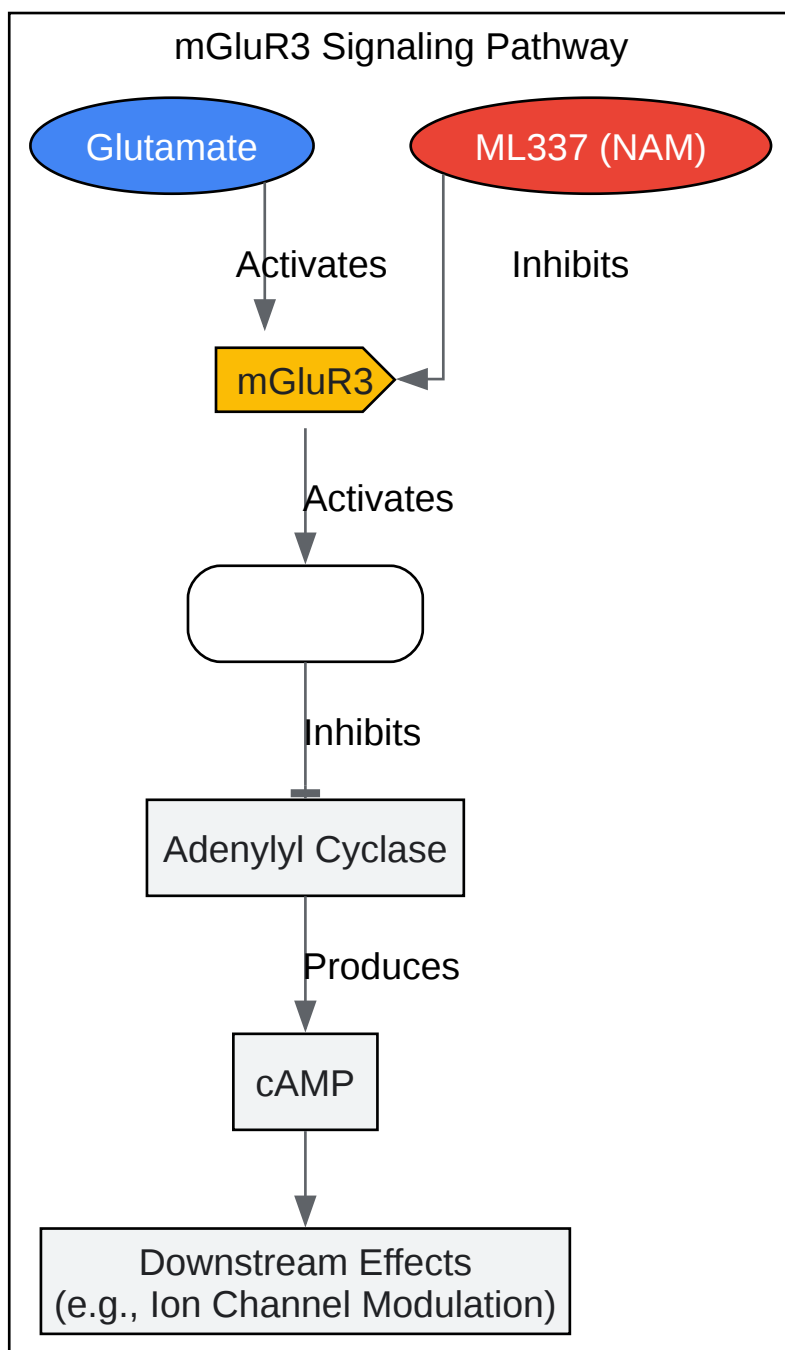 mGluR3 Signaling Pathway
Glutamate
ML337 (NAM)
Activates
Inhibits
mGluR3
Activates
Inhibits
Adenylyl Cyclase
Produces
cAMP
Downstream Effects
(e.g., Ion Channel Modulation)